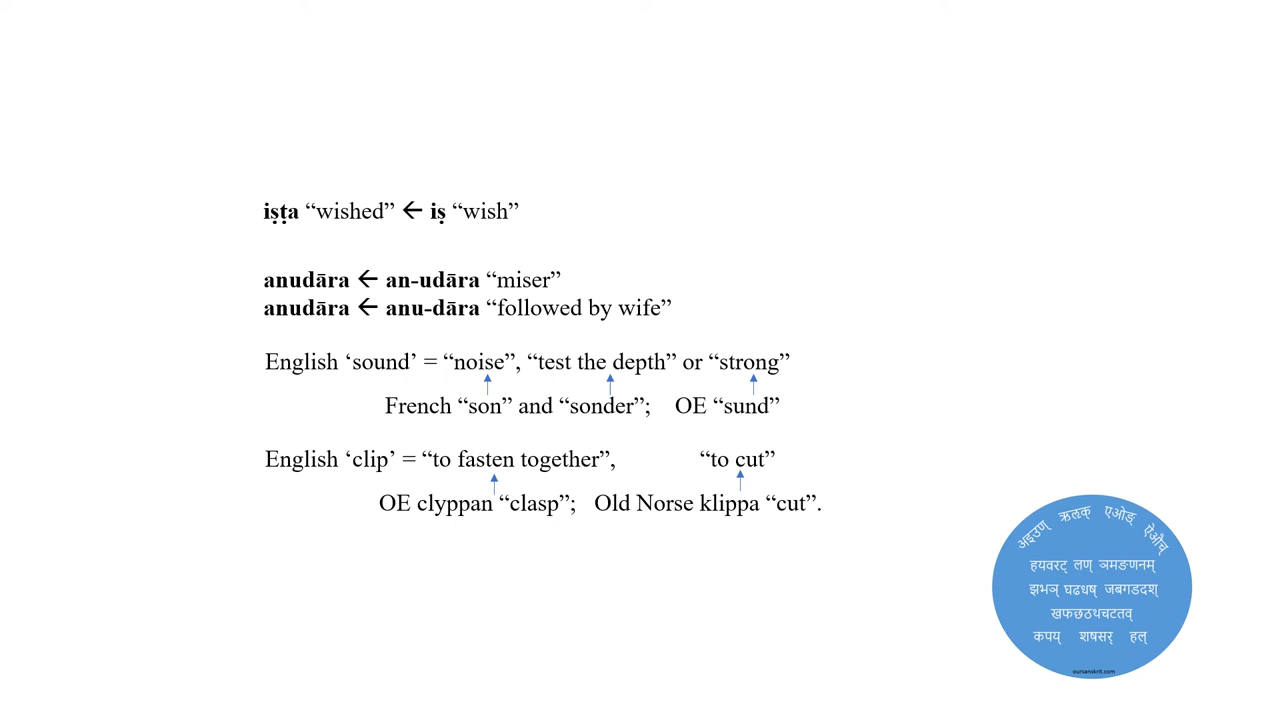 iṣṭa “wished” ← iṣ “wish”
anudāra ← an-udāra “miser”
anudāra ← anu-dāra “followed by wife”
English ‘sound’ = “noise”, “test the depth” or “strong”
French “son” and “sonder”; OE “sund”
English ‘clip’ = “to fasten together”, “to cut”
OE clyppan “clasp”; Old Norse klippa “cut”.
अइउण् ऋलृक् एओङ् ऐऔच्
हयवरट् लण् ञमङणनम्
झभञ् घढधष् जबगडदश्
खफछठथचटतव्
कपय् शषसर् हल्
oursanskrit.com